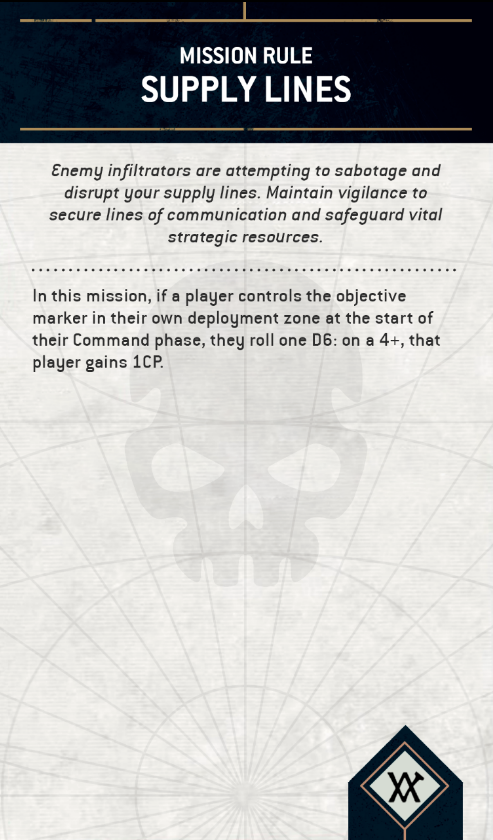 MISSION RULE
SUPPLY LINES
Enemy infiltrators are attempting to sabotage and
disrupt your supply lines. Maintain vigilance to
secure lines of communication and safeguard vital
strategic resources.
In this mission, if a player controls the objective
marker in their own deployment zone at the start of
their Command phase, they roll one D6: on a 4+, that
player gains 1CP.